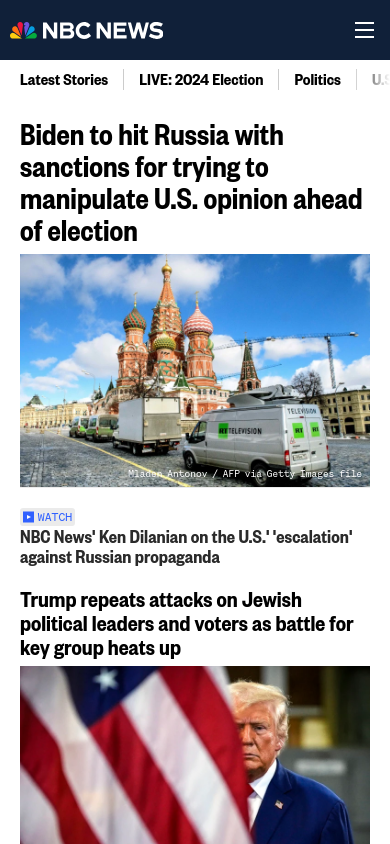 NBC NEWS
Latest Stories
LIVE: 2024 Election
Politics
U.S
Biden to hit Russia with
sanctions for trying to
manipulate U.S. opinion ahead
of election
RT TELEVISION
TELEVISION
RT RT
Mladen Antonov / AFP via Getty Images file
WATCH
NBC News' Ken Dilanian on the U.S.' 'escalation'
against Russian propaganda
Trump repeats attacks on Jewish
political leaders and voters as battle for
key group heats up